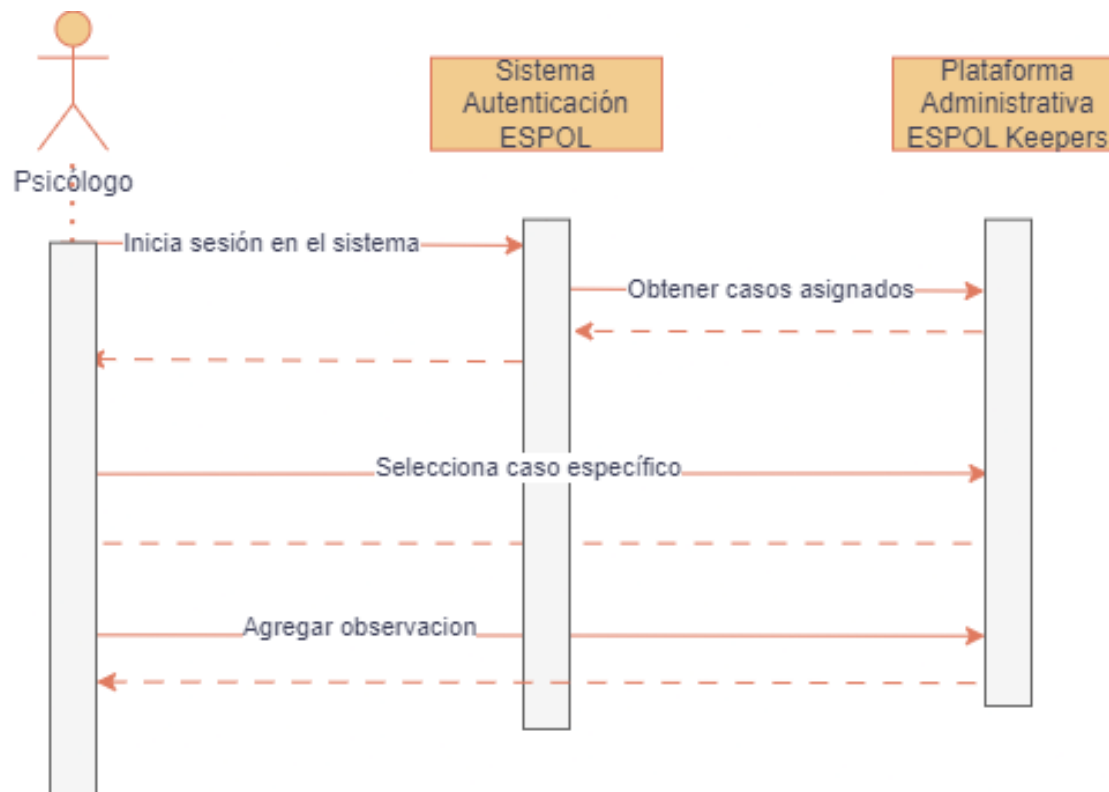 Sistema
Autenticación
ESPOL
Plataforma
Administrativa
ESPOL Keepers
Psicólogo
Inicia sesión en el sistema
Obtener casos asignados
Selecciona caso específico
Agregar observacion